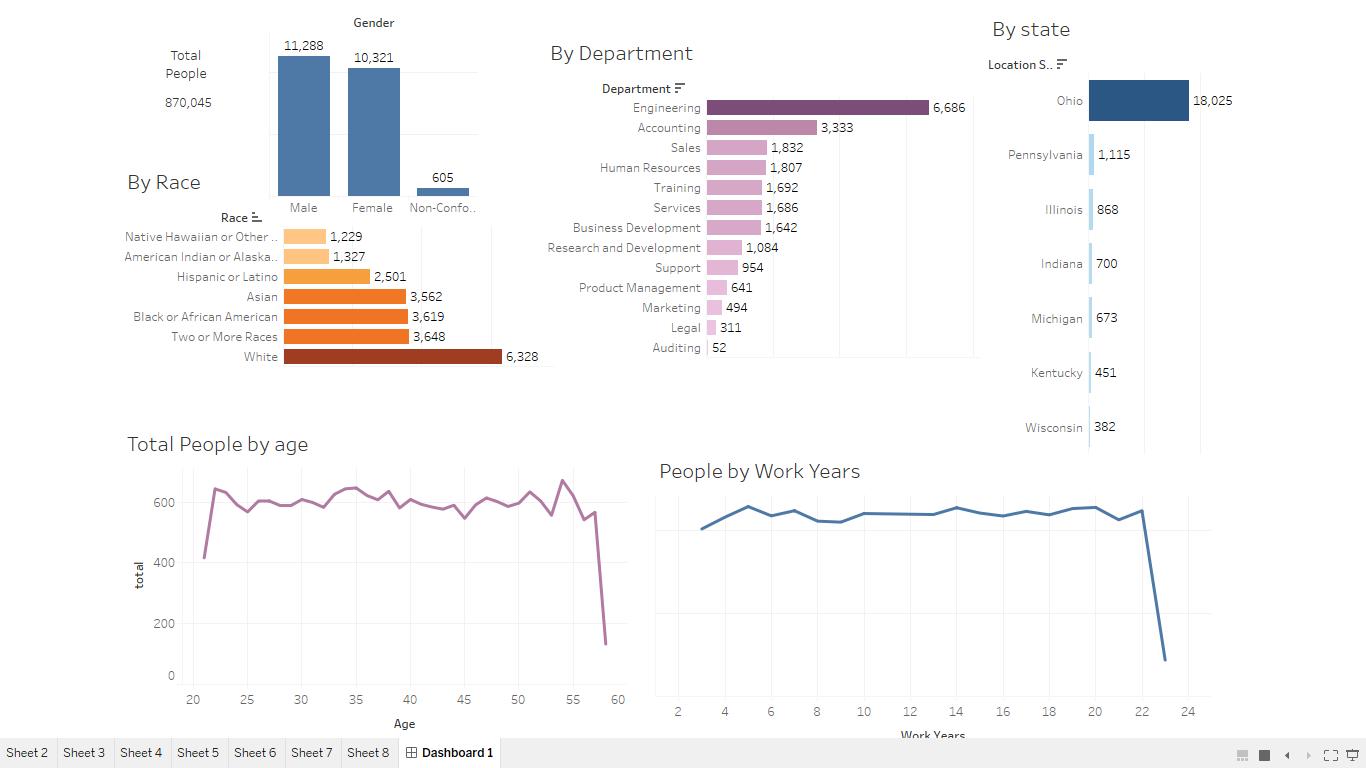 Gender
Total
People
870,045
11,288
10,321
605
Male
Female
Non-Confo..
By Race
Race
Native Hawaiian or Other ..
1,229
American Indian or Alaska..
1,327
Hispanic or Latino
2,501
Asian
3,562
Black or African American
3,619
Two or More Races
3,648
White
6,328
By Department
Department
Engineering
6,686
Accounting
3,333
Sales
1,832
Human Resources
1,807
Training
1,692
Services
1,686
Business Development
1,642
Research and Development
1,084
Support
954
Product Management
641
Marketing
494
Legal
311
Auditing
52
By state
Location S..
Ohio
18,025
Pennsylvania
1,115
Illinois
868
Indiana
700
Michigan
673
Kentucky
451
Wisconsin
382
Total People by age
total
600
400
200
0
20 25 30 35 40 45 50 55 60
Age
People by Work Years
2 4 6 8 10 12 14 16 18 20 22 24
Work Years
Sheet 2 Sheet 3 Sheet 4 Sheet 5 Sheet 6 Sheet 7 Sheet 8 Dashboard 1